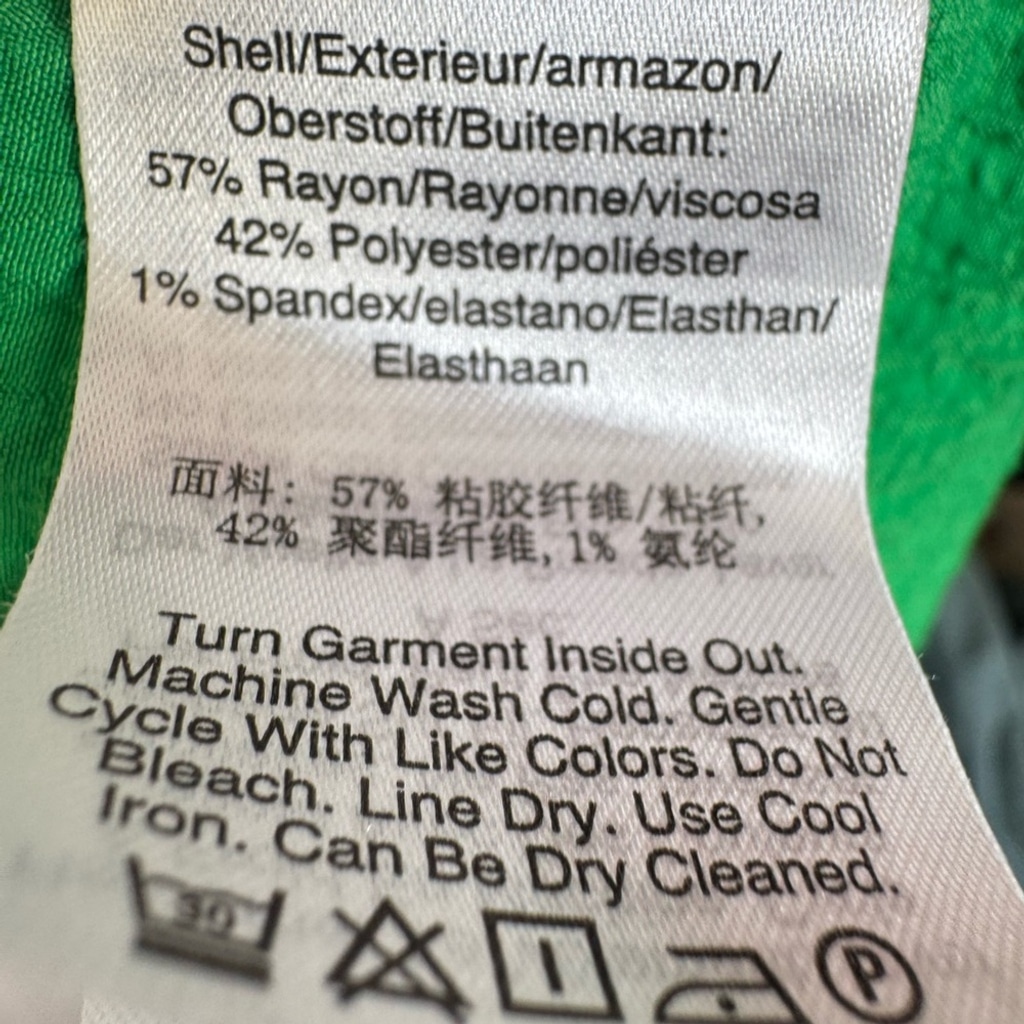 Shell/Exterieur/armazon/
Oberstoff/Buitenkant:
57% Rayon/Rayonne/viscosa
42% Polyester/poliéster
1% Spandex/elastano/Elasthan/
Elasthaan
面料: 57% 粘胶纤维/粘纤,
42% 聚酯纤维, 1% 氨纶
Turn Garment Inside Out.
Machine Wash Cold. Gentle
Cycle With Like Colors. Do Not
Bleach. Line Dry. Use Cool
Iron. Can Be Dry Cleaned.
30 P